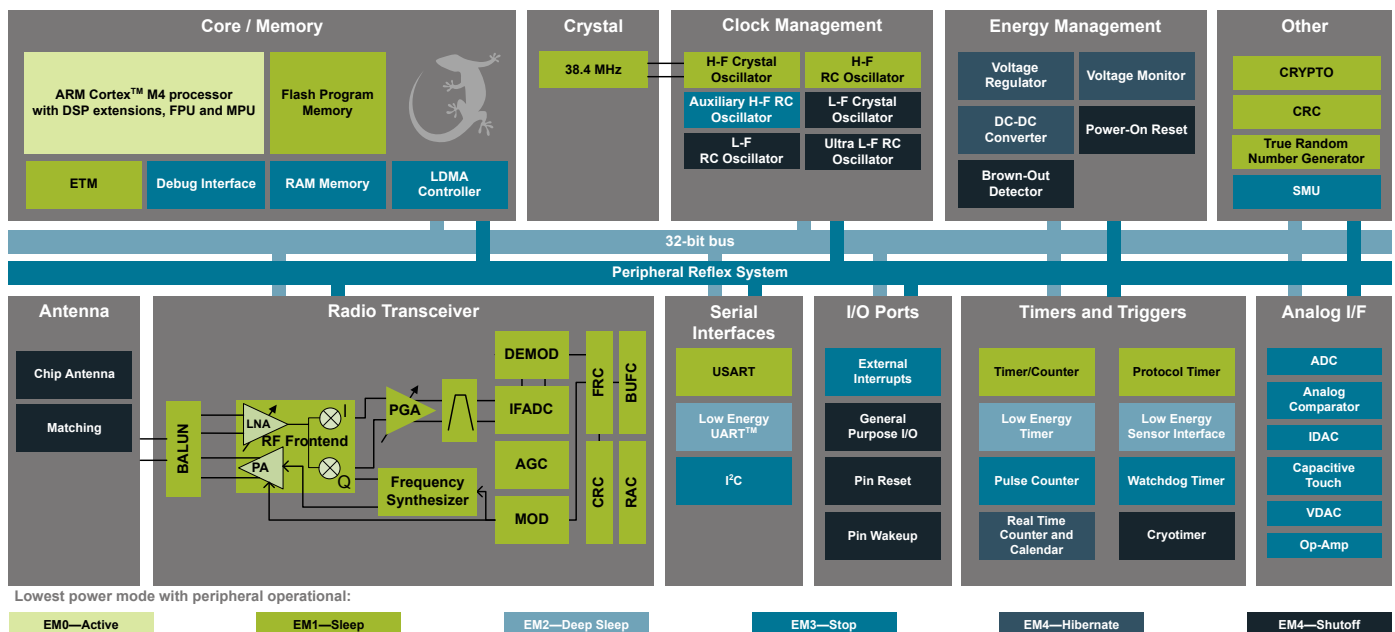 Core / Memory
ARM Cortex™ M4 processor
with DSP extensions, FPU and MPU
Flash Program
Memory
ETM
Debug Interface
RAM Memory
LDMA
Controller
Crystal
38.4 MHz
Clock Management
H-F Crystal
Oscillator
H-F
RC Oscillator
Auxiliary H-F RC
Oscillator
L-F Crystal
Oscillator
L-F
RC Oscillator
Ultra L-F RC
Oscillator
Energy Management
Voltage
Regulator
Voltage Monitor
DC-DC
Converter
Power-On Reset
Brown-Out
Detector
Other
CRYPTO
CRC
True Random
Number Generator
SMU
32-bit bus
Peripheral Reflex System
Antenna
Chip Antenna
Matching
Radio Transceiver
BALUN
LNA
RF Frontend
PA
I
Q
PGA
Frequency
Synthesizer
DEMOD
IFADC
AGC
MOD
FRC
BUFC
CRC
RAC
Serial
Interfaces
USART
Low Energy
UART™
I²C
I/O Ports
External
Interrupts
General
Purpose I/O
Pin Reset
Pin Wakeup
Timers and Triggers
Timer/Counter
Protocol Timer
Low Energy
Timer
Low Energy
Sensor Interface
Pulse Counter
Watchdog Timer
Real Time
Counter and
Calendar
Cryotimer
Analog I/F
ADC
Analog
Comparator
IDAC
Capacitive
Touch
VDAC
Op-Amp
Lowest power mode with peripheral operational:
EM0—Active
EM1—Sleep
EM2—Deep Sleep
EM3—Stop
EM4—Hibernate
EM4—Shutoff